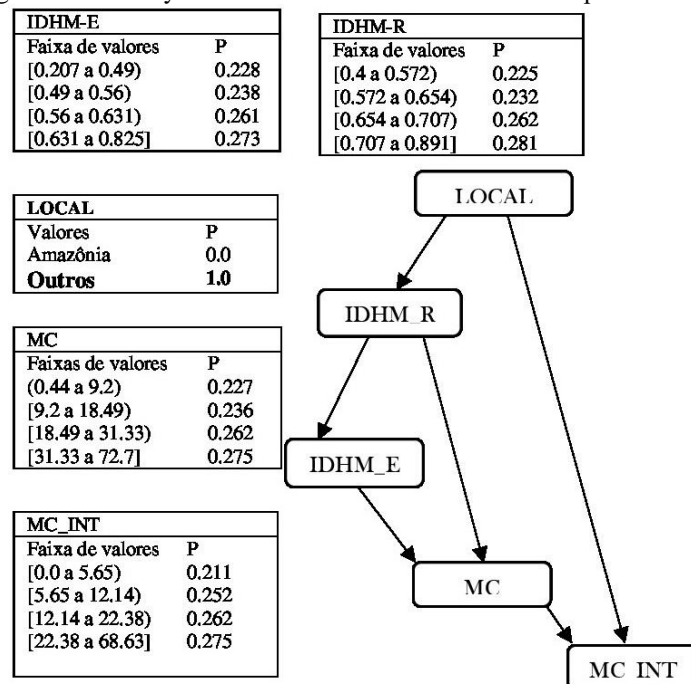 IDHM-E
Faixa de valores P
[0.207 a 0.49) 0.228
[0.49 a 0.56) 0.238
[0.56 a 0.631) 0.261
[0.631 a 0.825] 0.273
IDHM-R
Faixa de valores P
[0.4 a 0.572) 0.225
[0.572 a 0.654) 0.232
[0.654 a 0.707) 0.262
[0.707 a 0.891] 0.281
LOCAL
Valores P
Amazônia 0.0
Outros 1.0
MC
Faixas de valores P
(0.44 a 9.2) 0.227
[9.2 a 18.49) 0.236
[18.49 a 31.33) 0.262
[31.33 a 72.7] 0.275
MC_INT
Faixa de valores P
[0.0 a 5.65) 0.211
[5.65 a 12.14) 0.252
[12.14 a 22.38) 0.262
[22.38 a 68.63] 0.275
LOCAL
IDHM_R
IDHM_E
MC
MC_INT